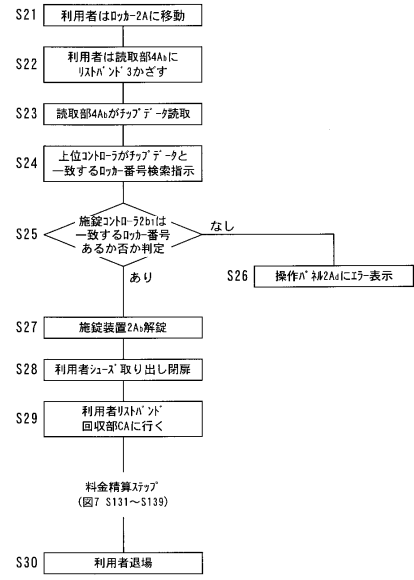 S21
利用者はロッカー2Aに移動
S22
利用者は読取部4Abに
リストバンド3かざす
S23
読取部4Abがチップデータ読取
S24
上位コントローラがチップデータと
一致するロッカー番号検索指示
S25
施錠コントローラ2b1は
一致するロッカー番号
あるか否か判定
なし
あり
S26
操作パネル2Adにエラー表示
S27
施錠装置2Ab解錠
S28
利用者シューズ取り出し閉扉
S29
利用者リストバンド
回収部CAに行く
料金精算ステップ
(図7 S131～S139)
S30
利用者退場